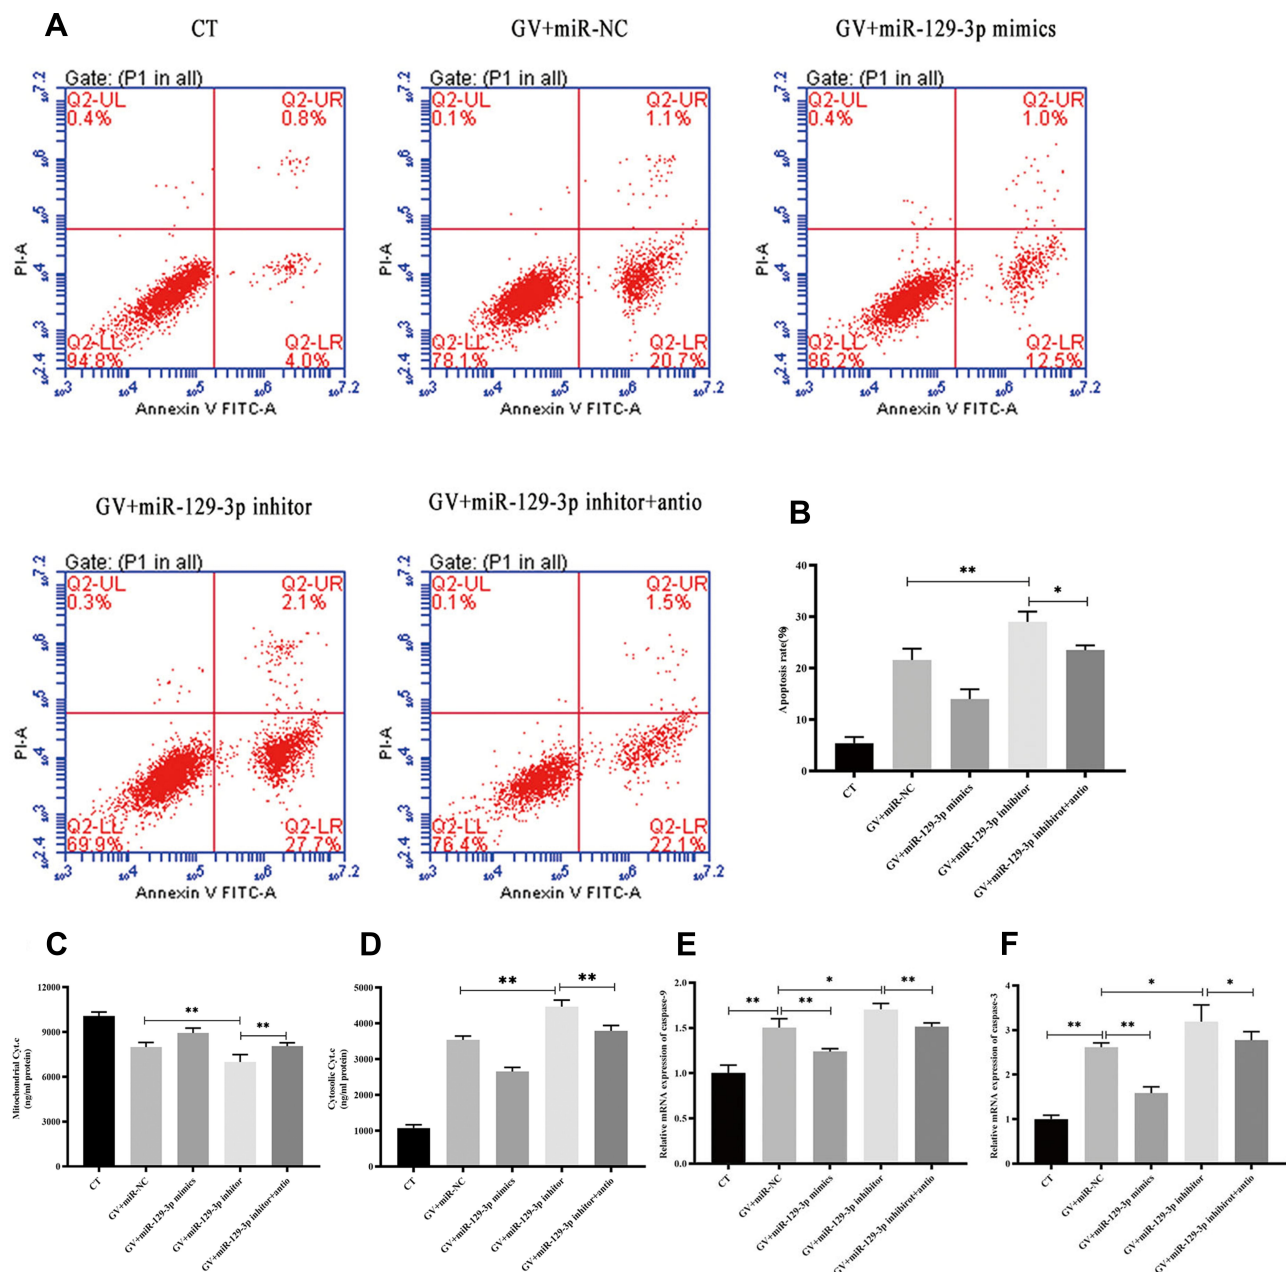 A
CT
GV+miR-NC
GV+miR-129-3p mimics
Gate: (P1 in all)
Q2-UL
0.4%
Q2-UR
0.8%
Q2-LL
94.8%
Q2-LR
4.0%
PI-A
Annexin V FITC-A
Gate: (P1 in all)
Q2-UL
0.1%
Q2-UR
1.1%
Q2-LL
78.1%
Q2-LR
20.7%
PI-A
Annexin V FITC-A
Gate: (P1 in all)
Q2-UL
0.4%
Q2-UR
1.0%
Q2-LL
86.2%
Q2-LR
12.5%
PI-A
Annexin V FITC-A
GV+miR-129-3p inhitor
GV+miR-129-3p inhitor+antio
Gate: (P1 in all)
Q2-UL
0.3%
Q2-UR
2.1%
Q2-LL
69.9%
Q2-LR
27.7%
PI-A
Annexin V FITC-A
Gate: (P1 in all)
Q2-UL
0.1%
Q2-UR
1.5%
Q2-LL
76.4%
Q2-LR
22.1%
PI-A
Annexin V FITC-A
B
Apoptosis rate(%)
40
30
20
10
0
**
*
CT
GV+miR-NC
GV+miR-129-3p mimics
GV+miR-129-3p inhibitor
GV+miR-129-3p inhibirot+antio
C
Mitochondrial Cyt.c
(ng/ml protein)
12000
9000
6000
3000
0
**
**
CT
GV+miR-NC
GV+miR-129-3p mimics
GV+miR-129-3p inhitor
GV+miR-129-3p inhibitor+antio
D
Cytosolic Cyt.c
(ng/ml protein)
5000
4000
3000
2000
1000
0
**
**
CT
GV+miR-NC
GV+miR-129-3p mimics
GV+miR-129-3p inhitor
GV+miR-129-3p inhitor+antio
E
Relative mRNA expression of caspase-9
2.0
1.5
1.0
0.5
0.0
**
**
*
**
CT
GV+miR-NC
GV+miR-129-3p mimics
GV+miR-129-3p inhibitor
GV+miR-129-3p inhibirot+antio
F
Relative mRNA expression of caspase-3
4
3
2
1
0
**
**
*
*
CT
GV+miR-NC
GV+miR-129-3p mimics
GV+miR-129-3p inhibitor
GV+miR-129-3p inhibirot+antio